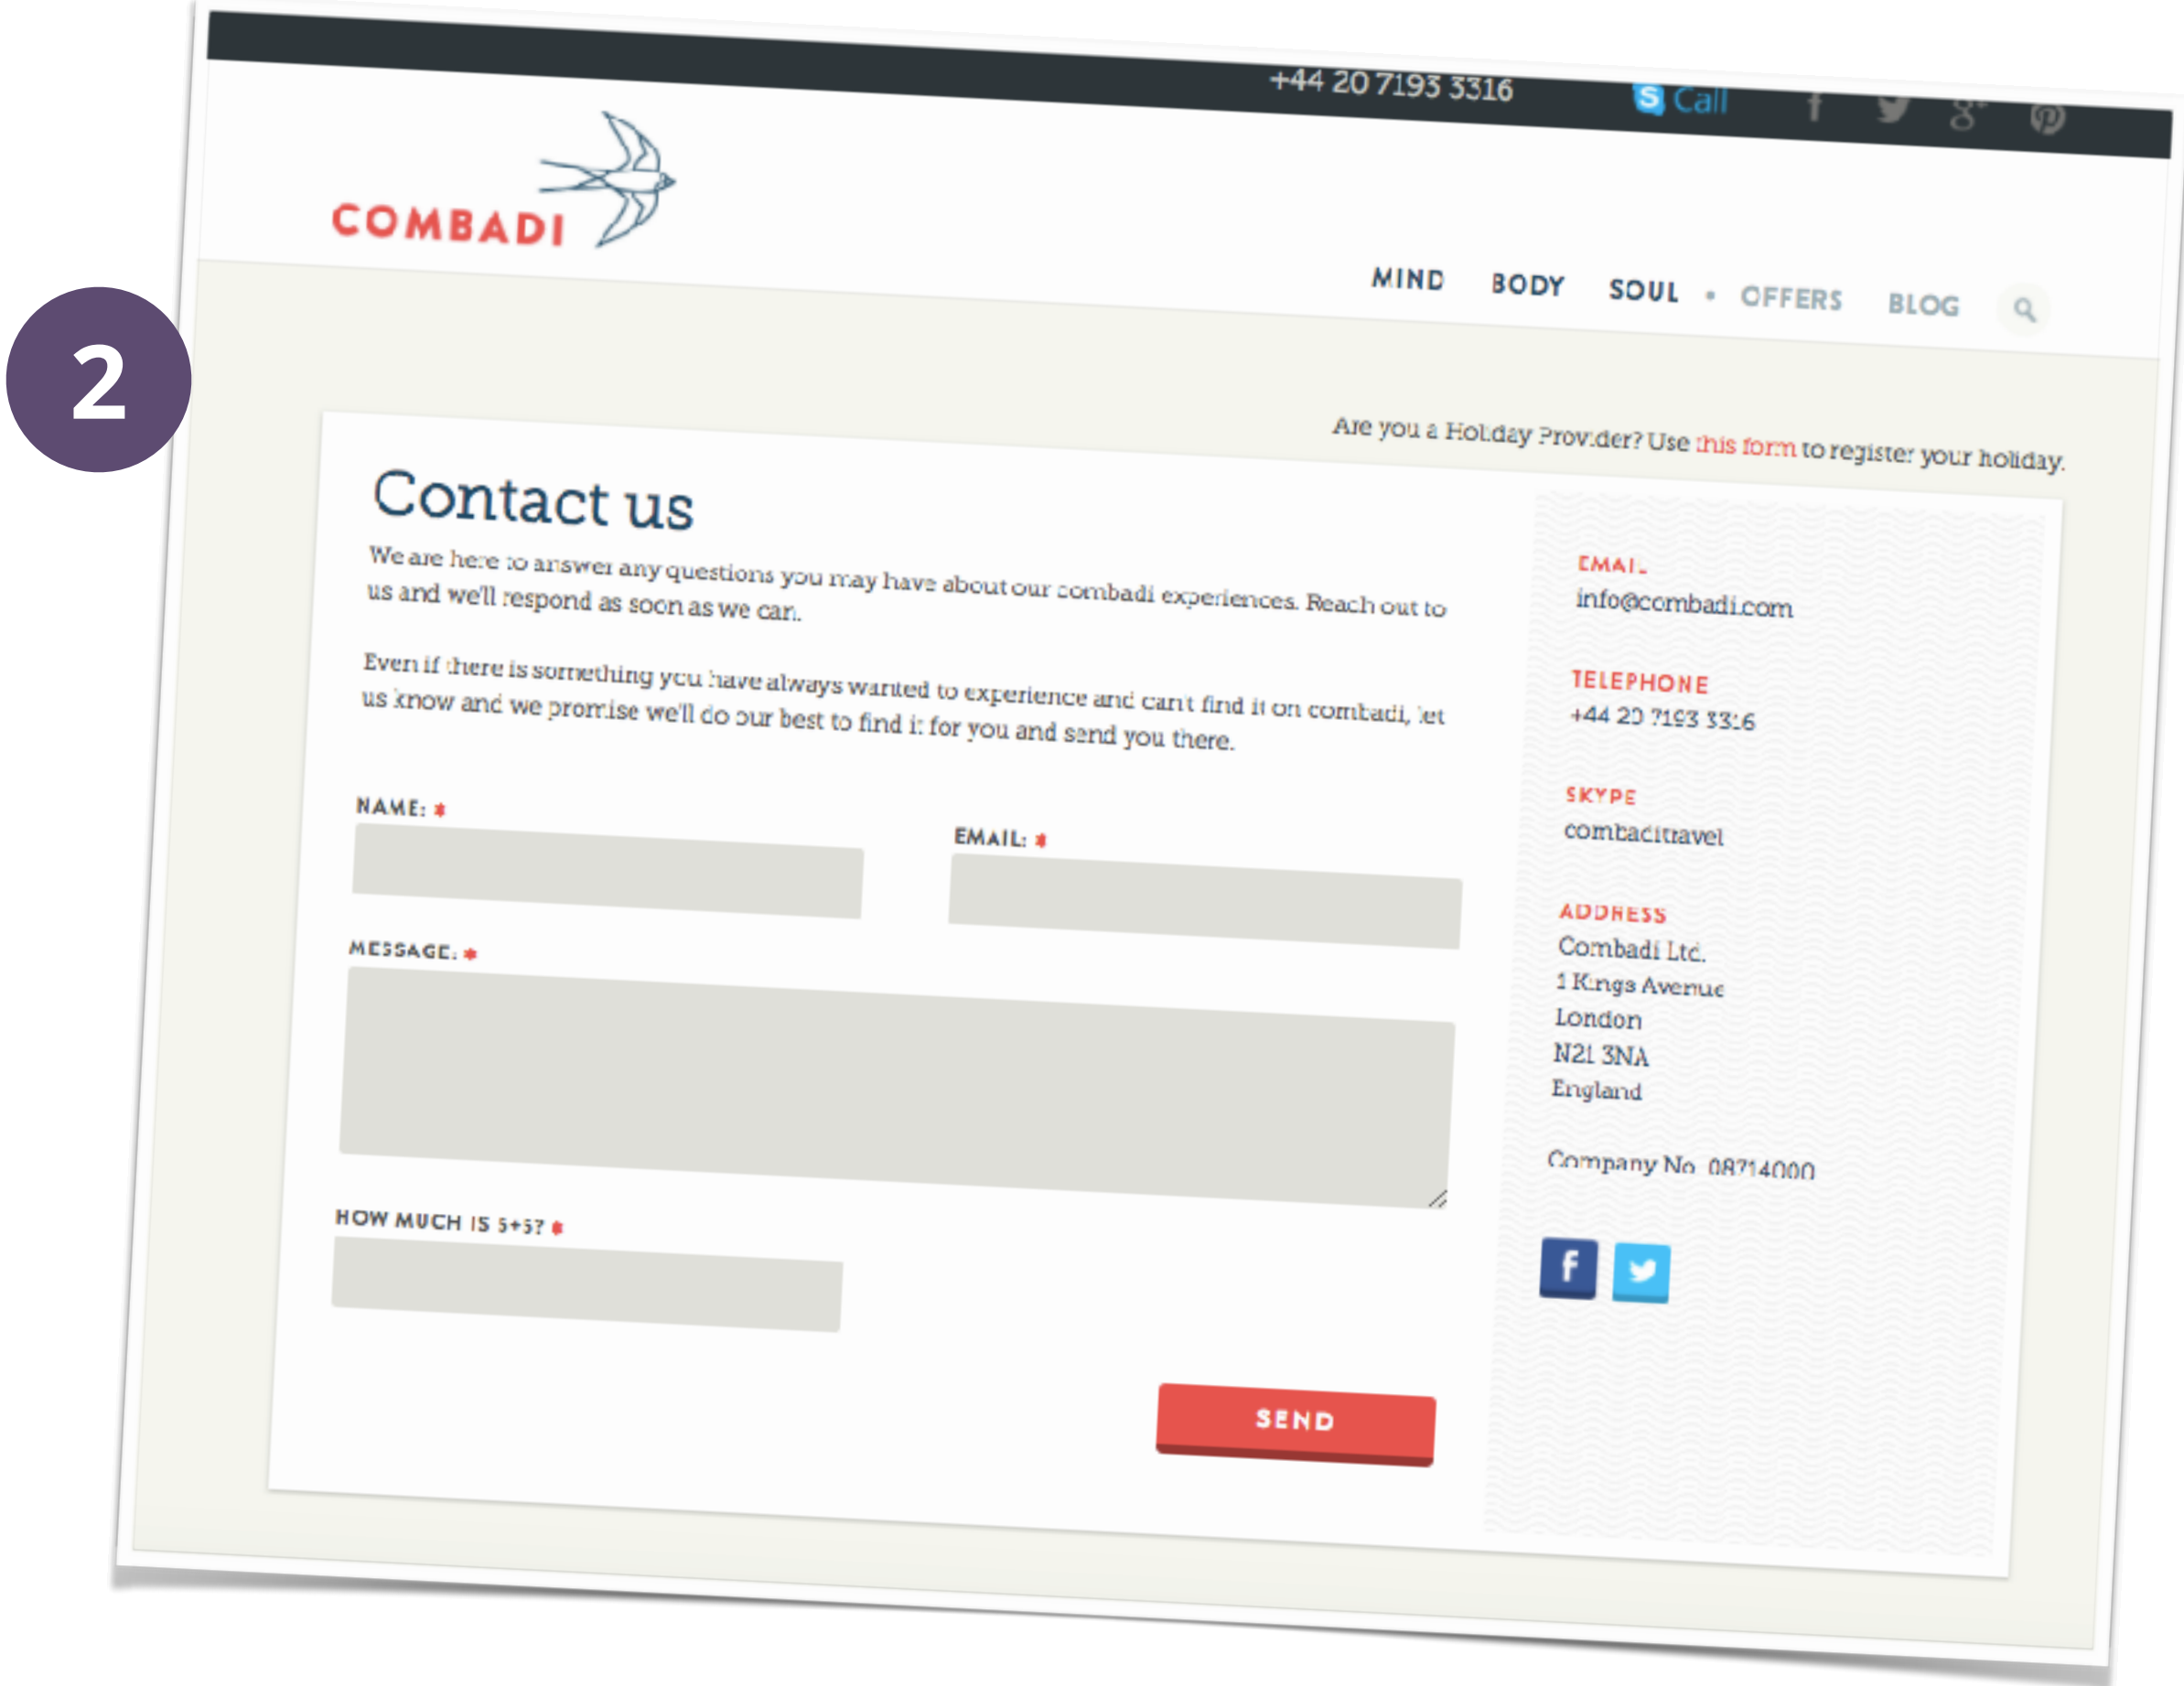 +44 20 7193 3316
Call
COMBADI
MIND BODY SOUL • OFFERS BLOG
2
Are you a Holiday Provider? Use this form to register your holiday.
Contact us
We are here to answer any questions you may have about our combadi experiences. Reach out to
us and we'll respond as soon as we can.
Even if there is something you have always wanted to experience and can't find it on combadi, let
us know and we promise we'll do our best to find it for you and send you there.
NAME: *
EMAIL: *
MESSAGE: *
HOW MUCH IS 5+5? *
SEND
EMAIL
info@combadi.com
TELEPHONE
+44 20 7193 3316
SKYPE
combaditravel
ADDRESS
Combadi Ltd.
1 Kings Avenue
London
N21 3NA
England
Company No. 08714000